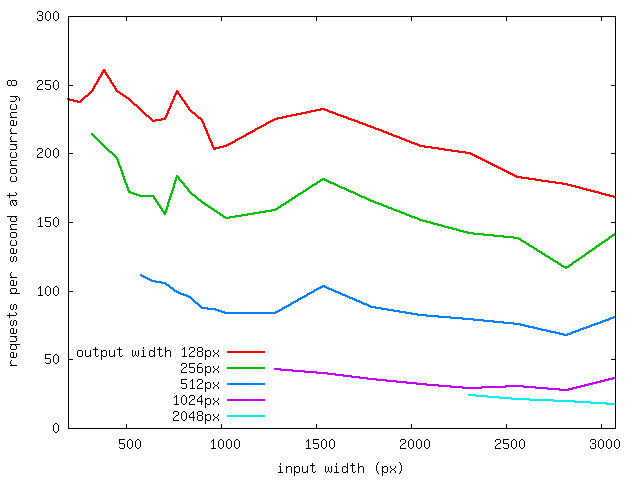 300
250
200
150
100
50
0
requests per second at concurrency 8
output width 128px
256px
512px
1024px
2048px
500 1000 1500 2000 2500 3000
input width (px)